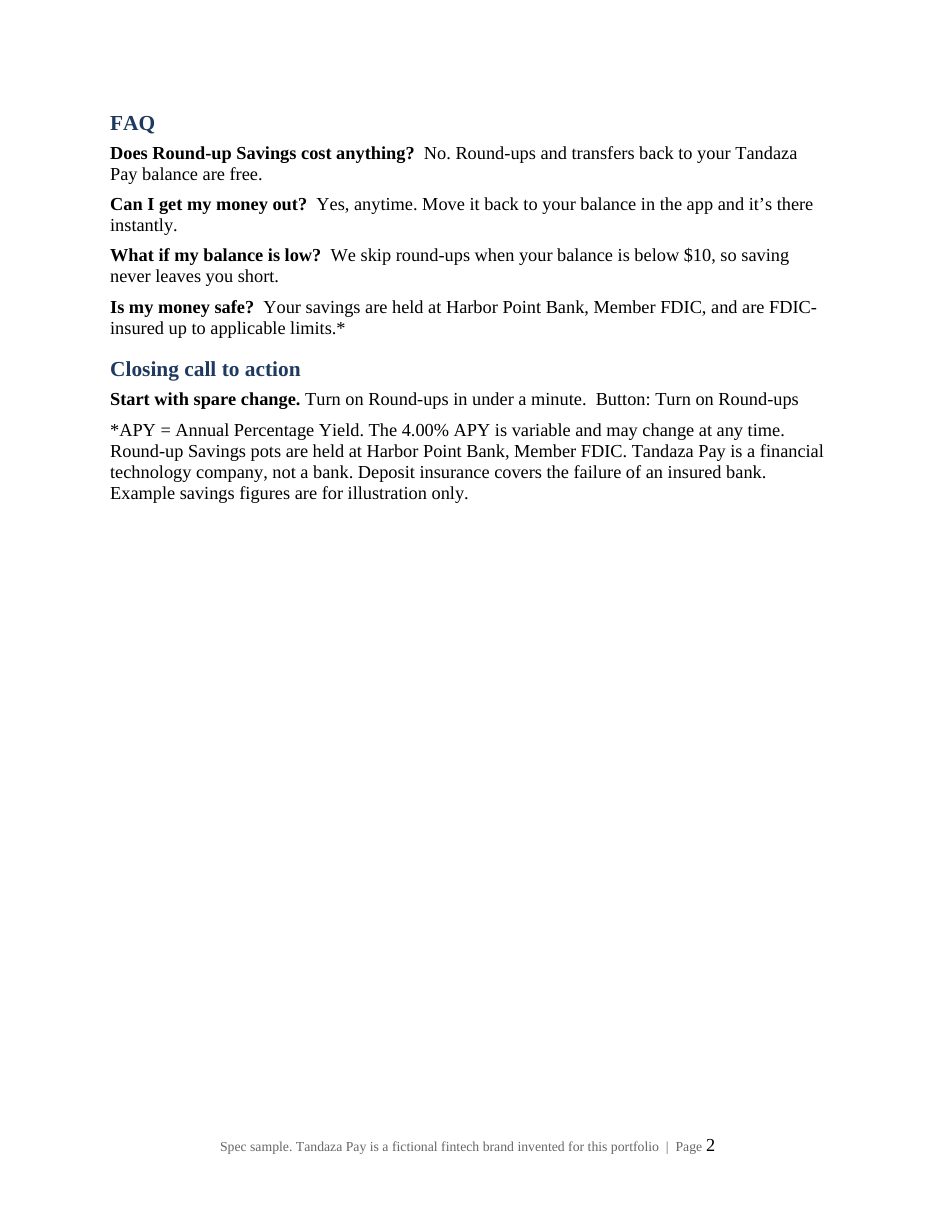 FAQ
Does Round-up Savings cost anything?  No. Round-ups and transfers back to your Tandaza
Pay balance are free.
Can I get my money out?  Yes, anytime. Move it back to your balance in the app and it’s there
instantly.
What if my balance is low?  We skip round-ups when your balance is below $10, so saving
never leaves you short.
Is my money safe?  Your savings are held at Harbor Point Bank, Member FDIC, and are FDIC-
insured up to applicable limits.*
Closing call to action
Start with spare change. Turn on Round-ups in under a minute.  Button: Turn on Round-ups
*APY = Annual Percentage Yield. The 4.00% APY is variable and may change at any time.
Round-up Savings pots are held at Harbor Point Bank, Member FDIC. Tandaza Pay is a financial
technology company, not a bank. Deposit insurance covers the failure of an insured bank.
Example savings figures are for illustration only.
Spec sample. Tandaza Pay is a fictional fintech brand invented for this portfolio | Page 2